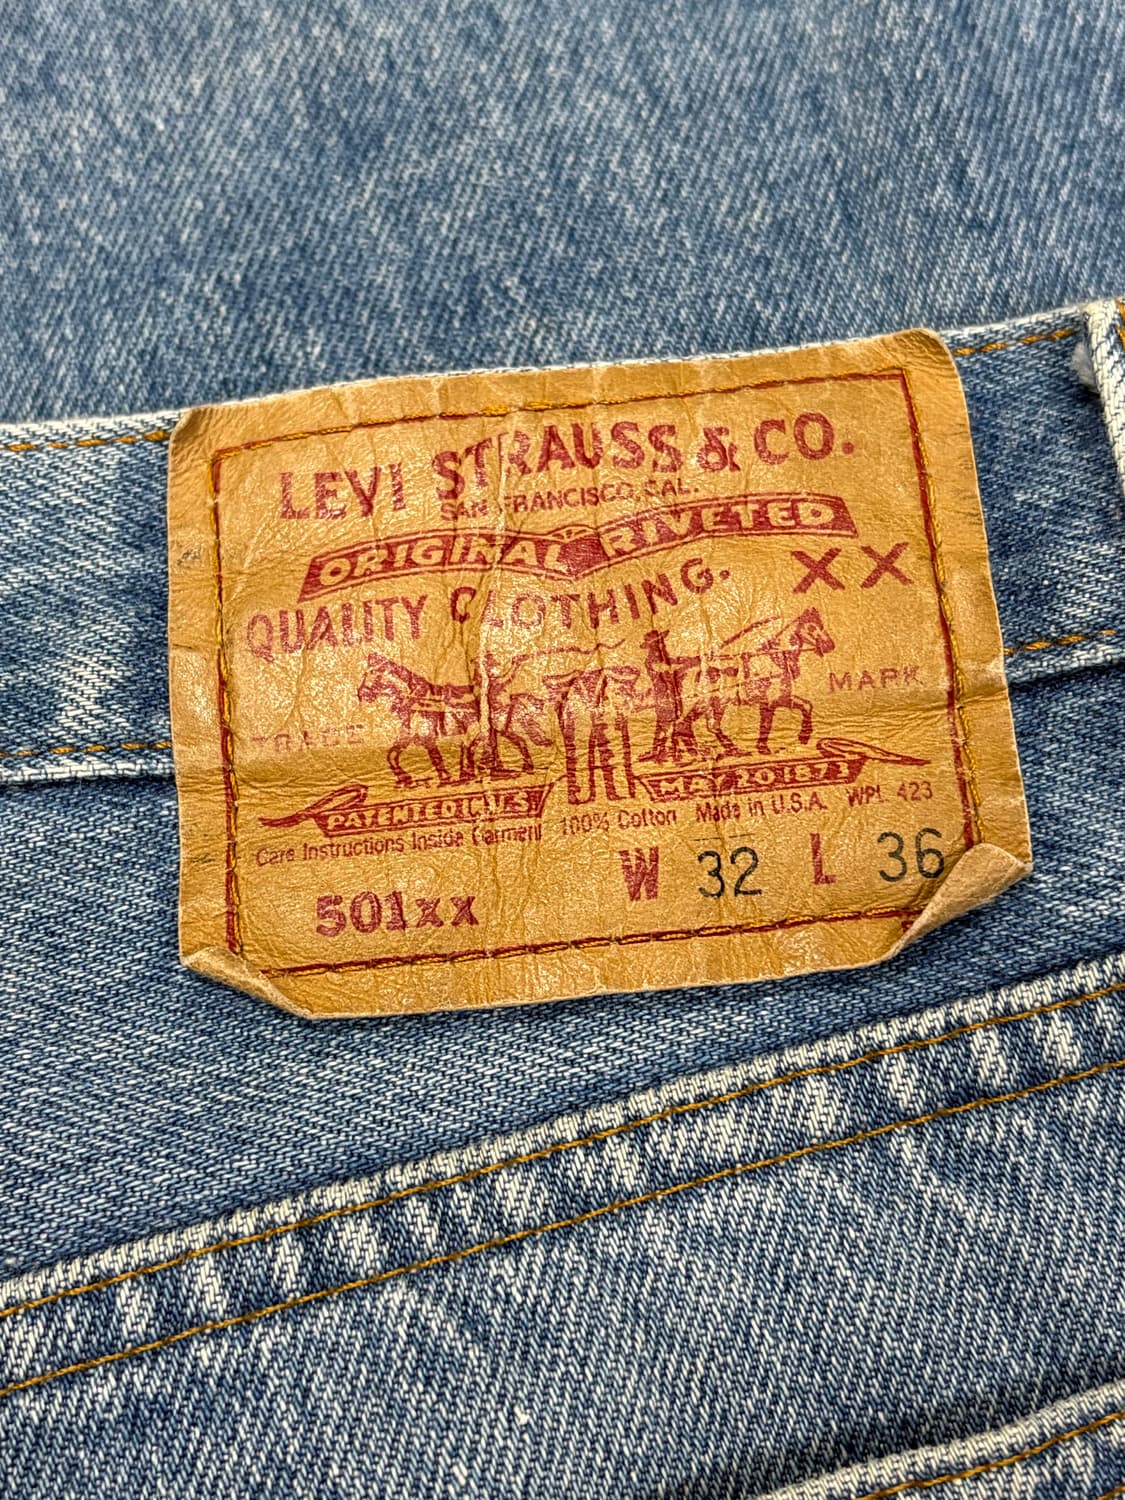 LEVI STRAUSS & CO.
SAN FRANCISCO, CAL.
ORIGINAL RIVETED
QUALITY CLOTHING. XX
TRADE MARK
PATENTED IN U.S. MAY 20 1873
Care Instructions Inside Garment 100% Cotton Made in U.S.A. WPL 423
501xx W 32 L 36